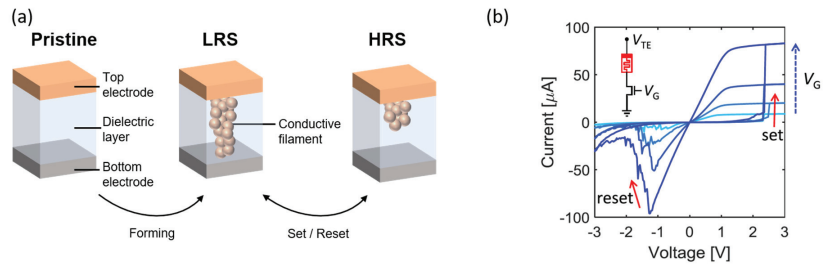 (a)
Pristine
LRS
HRS
Top
electrode
Dielectric
layer
Bottom
electrode
Conductive
filament
Forming
Set / Reset
(b)
100
50
0
-50
-100
Current [μA]
-3 -2 -1 0 1 2 3
Voltage [V]
V_TE
V_G
set
reset
V_G